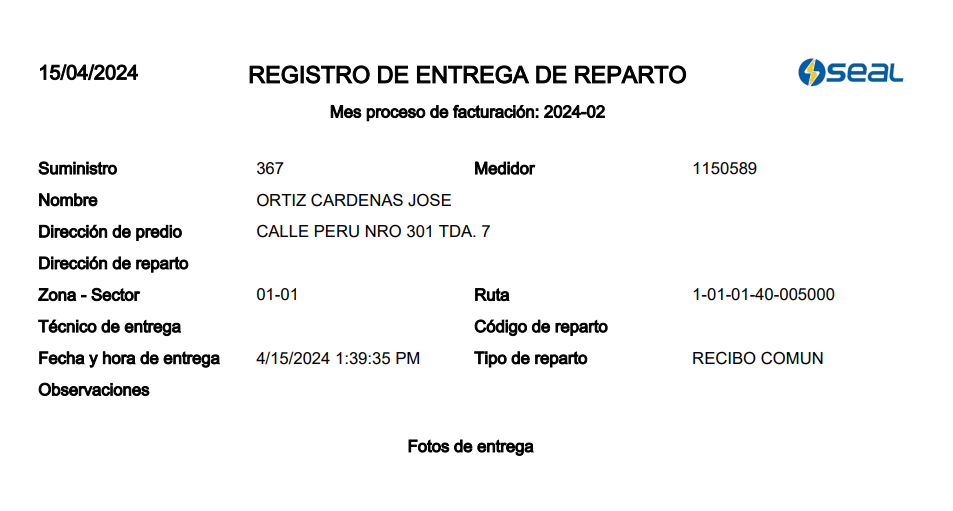 15/04/2024 REGISTRO DE ENTREGA DE REPARTO seal
Mes proceso de facturación: 2024-02
Suministro 367 Medidor 1150589
Nombre ORTIZ CARDENAS JOSE
Dirección de predio CALLE PERU NRO 301 TDA. 7
Dirección de reparto
Zona - Sector 01-01 Ruta 1-01-01-40-005000
Técnico de entrega Código de reparto
Fecha y hora de entrega 4/15/2024 1:39:35 PM Tipo de reparto RECIBO COMUN
Observaciones
Fotos de entrega